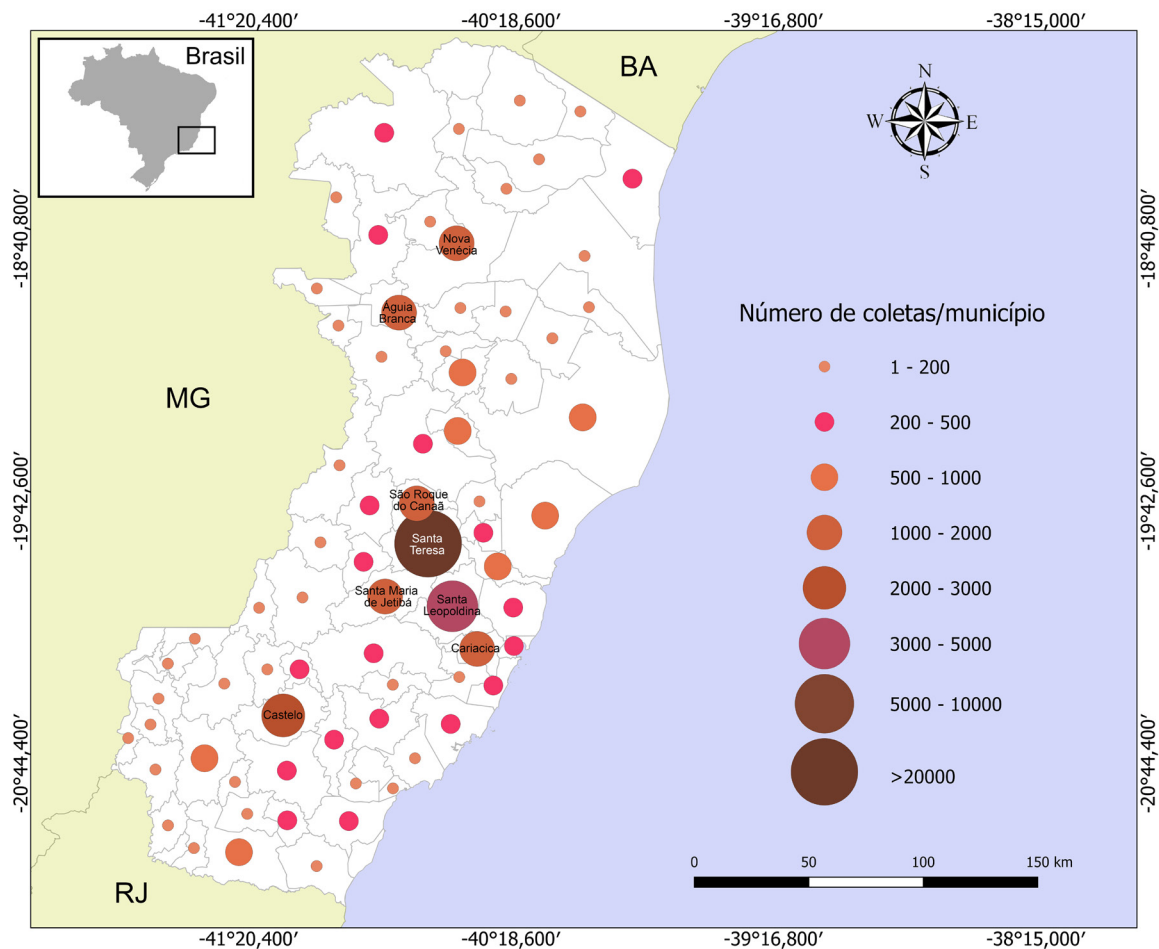 -41°20,400′
-40°18,600′
-39°16,800′
-38°15,000′
Brasil
BA
N
W
E
S
-18°40,800′
-18°40,800′
Nova
Venécia
Águia
Branca
Número de coletas/município
1 - 200
MG
200 - 500
500 - 1000
-19°42,600′
-19°42,600′
São Roque
do Canaã
Santa
Teresa
1000 - 2000
Santa Maria
de Jetibá
Santa
Leopoldina
2000 - 3000
Cariacica
3000 - 5000
Castelo
5000 - 10000
-20°44,400′
-20°44,400′
>20000
0
50
100
150 km
RJ
-41°20,400′
-40°18,600′
-39°16,800′
-38°15,000′